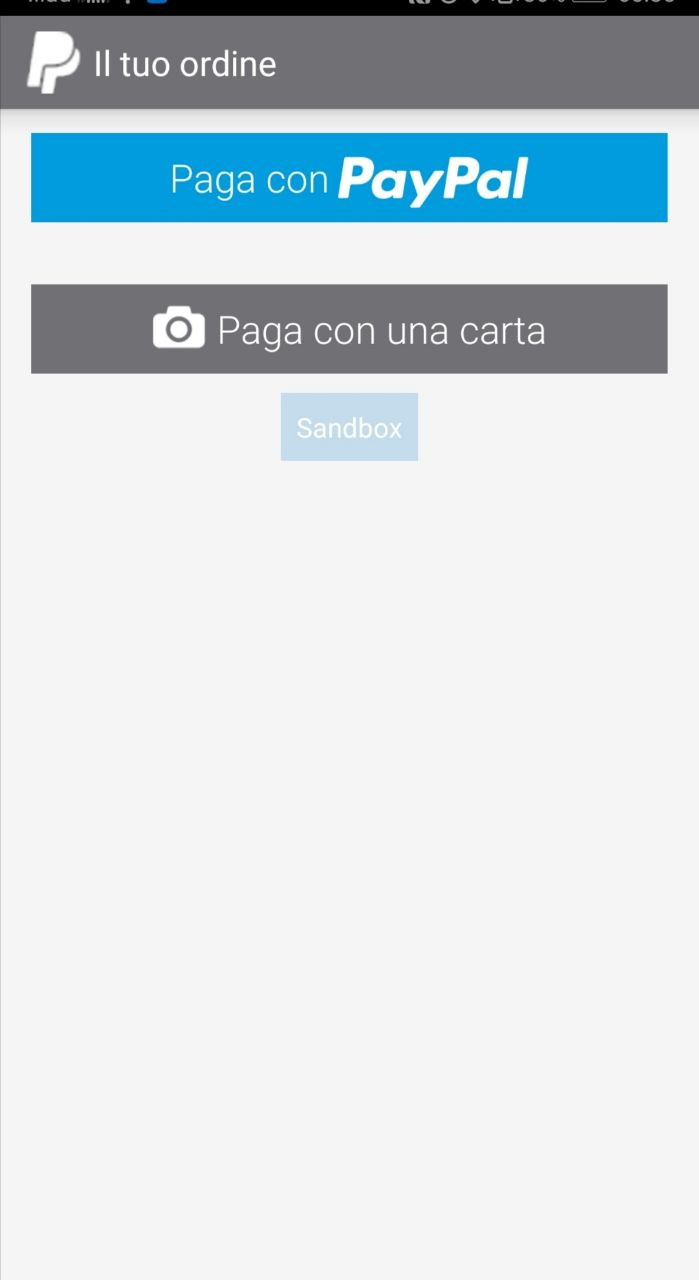 Il tuo ordine
Paga con PayPal
Paga con una carta
Sandbox